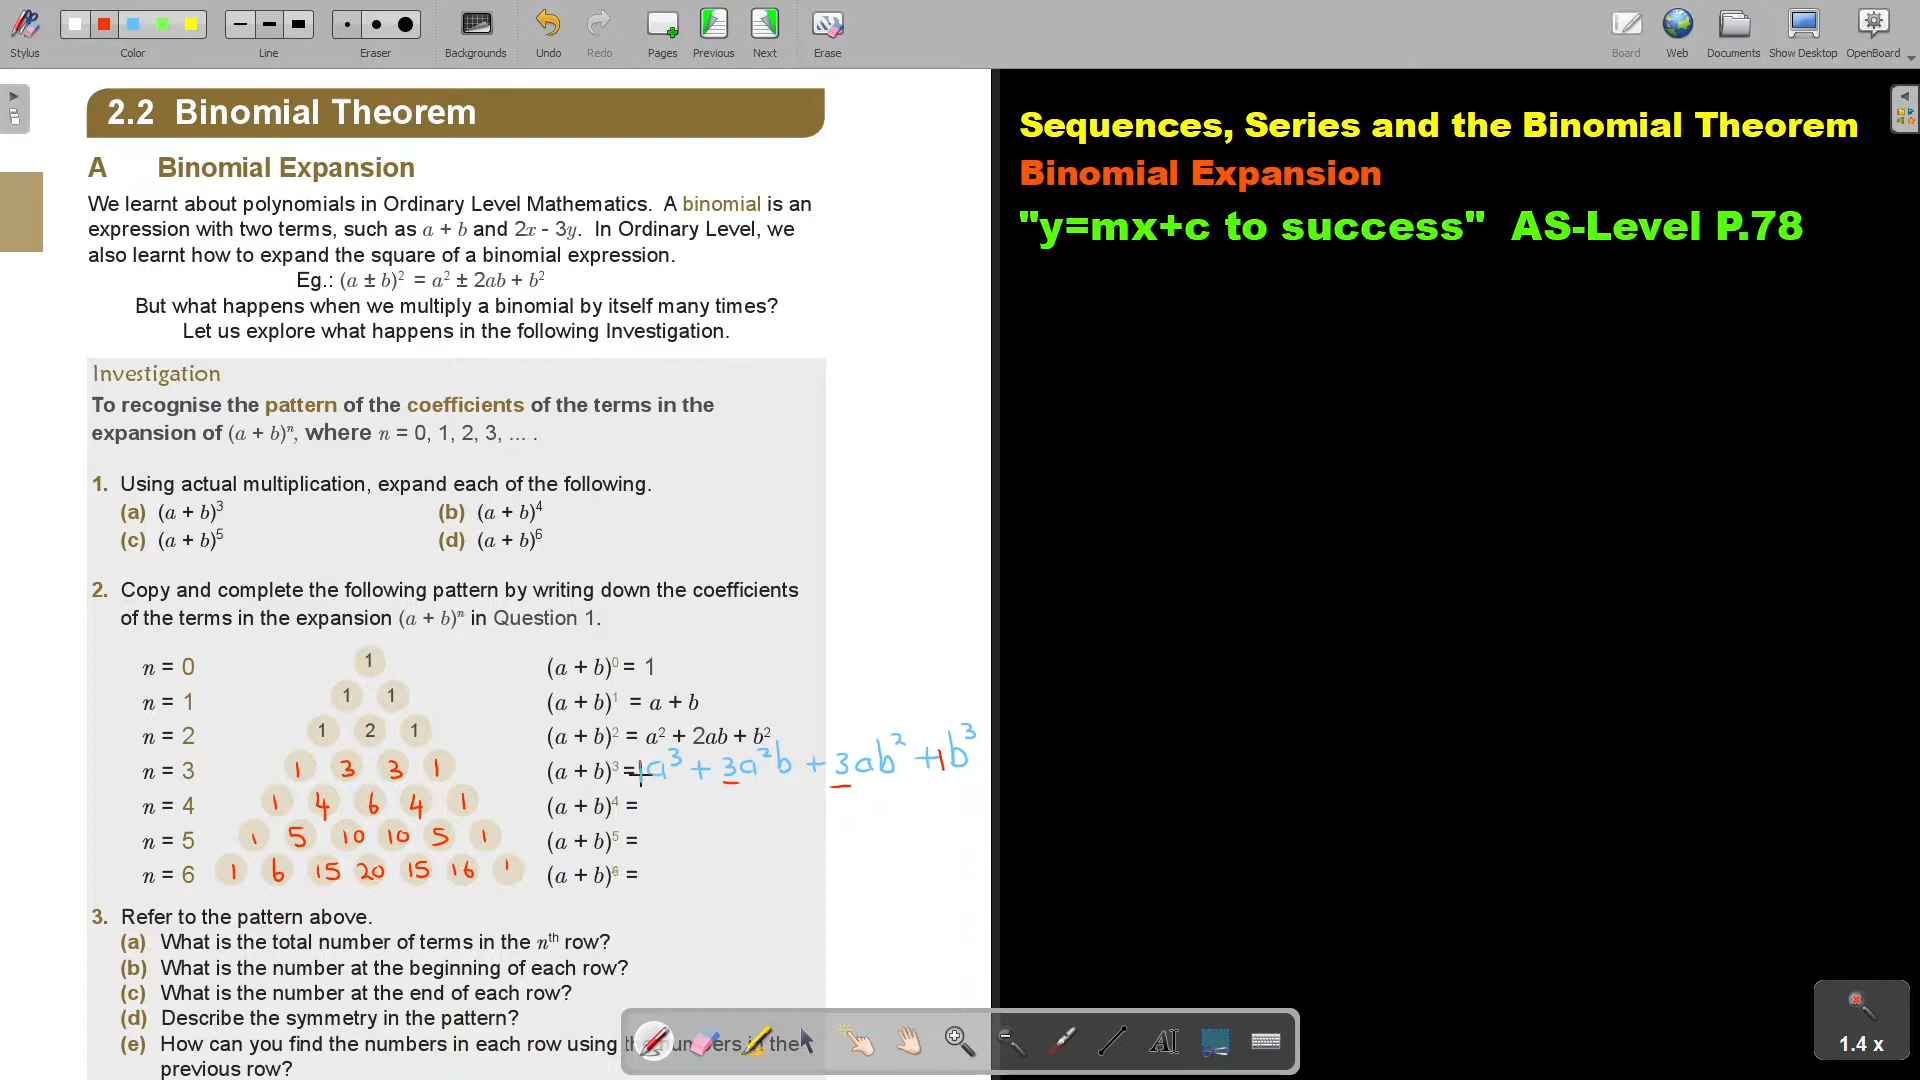 Stylus Color Line Eraser Backgrounds Undo Redo Pages Previous Next Erase Board Web Documents Show Desktop OpenBoard
2.2 Binomial Theorem
A Binomial Expansion
We learnt about polynomials in Ordinary Level Mathematics. A binomial is an
expression with two terms, such as a + b and 2x - 3y. In Ordinary Level, we
also learnt how to expand the square of a binomial expression.
Eg.: (a ± b)² = a² ± 2ab + b²
But what happens when we multiply a binomial by itself many times?
Let us explore what happens in the following Investigation.
Investigation
To recognise the pattern of the coefficients of the terms in the
expansion of (a + b)ⁿ, where n = 0, 1, 2, 3, ... .
1. Using actual multiplication, expand each of the following.
(a) (a + b)³ (b) (a + b)⁴
(c) (a + b)⁵ (d) (a + b)⁶
2. Copy and complete the following pattern by writing down the coefficients
of the terms in the expansion (a + b)ⁿ in Question 1.
n = 0 1 (a + b)⁰ = 1
n = 1 1 1 (a + b)¹ = a + b
n = 2 1 2 1 (a + b)² = a² + 2ab + b²
n = 3 1 3 3 1 (a + b)³ = 1a³ + 3a²b + 3ab² + 1b³
n = 4 1 4 6 4 1 (a + b)⁴ =
n = 5 1 5 10 10 5 1 (a + b)⁵ =
n = 6 1 6 15 20 15 16 1 (a + b)⁶ =
3. Refer to the pattern above.
(a) What is the total number of terms in the nth row?
(b) What is the number at the beginning of each row?
(c) What is the number at the end of each row?
(d) Describe the symmetry in the pattern?
(e) How can you find the numbers in each row using the numbers in the
previous row?
Sequences, Series and the Binomial Theorem
Binomial Expansion
"y=mx+c to success" AS-Level P.78
1.4 x